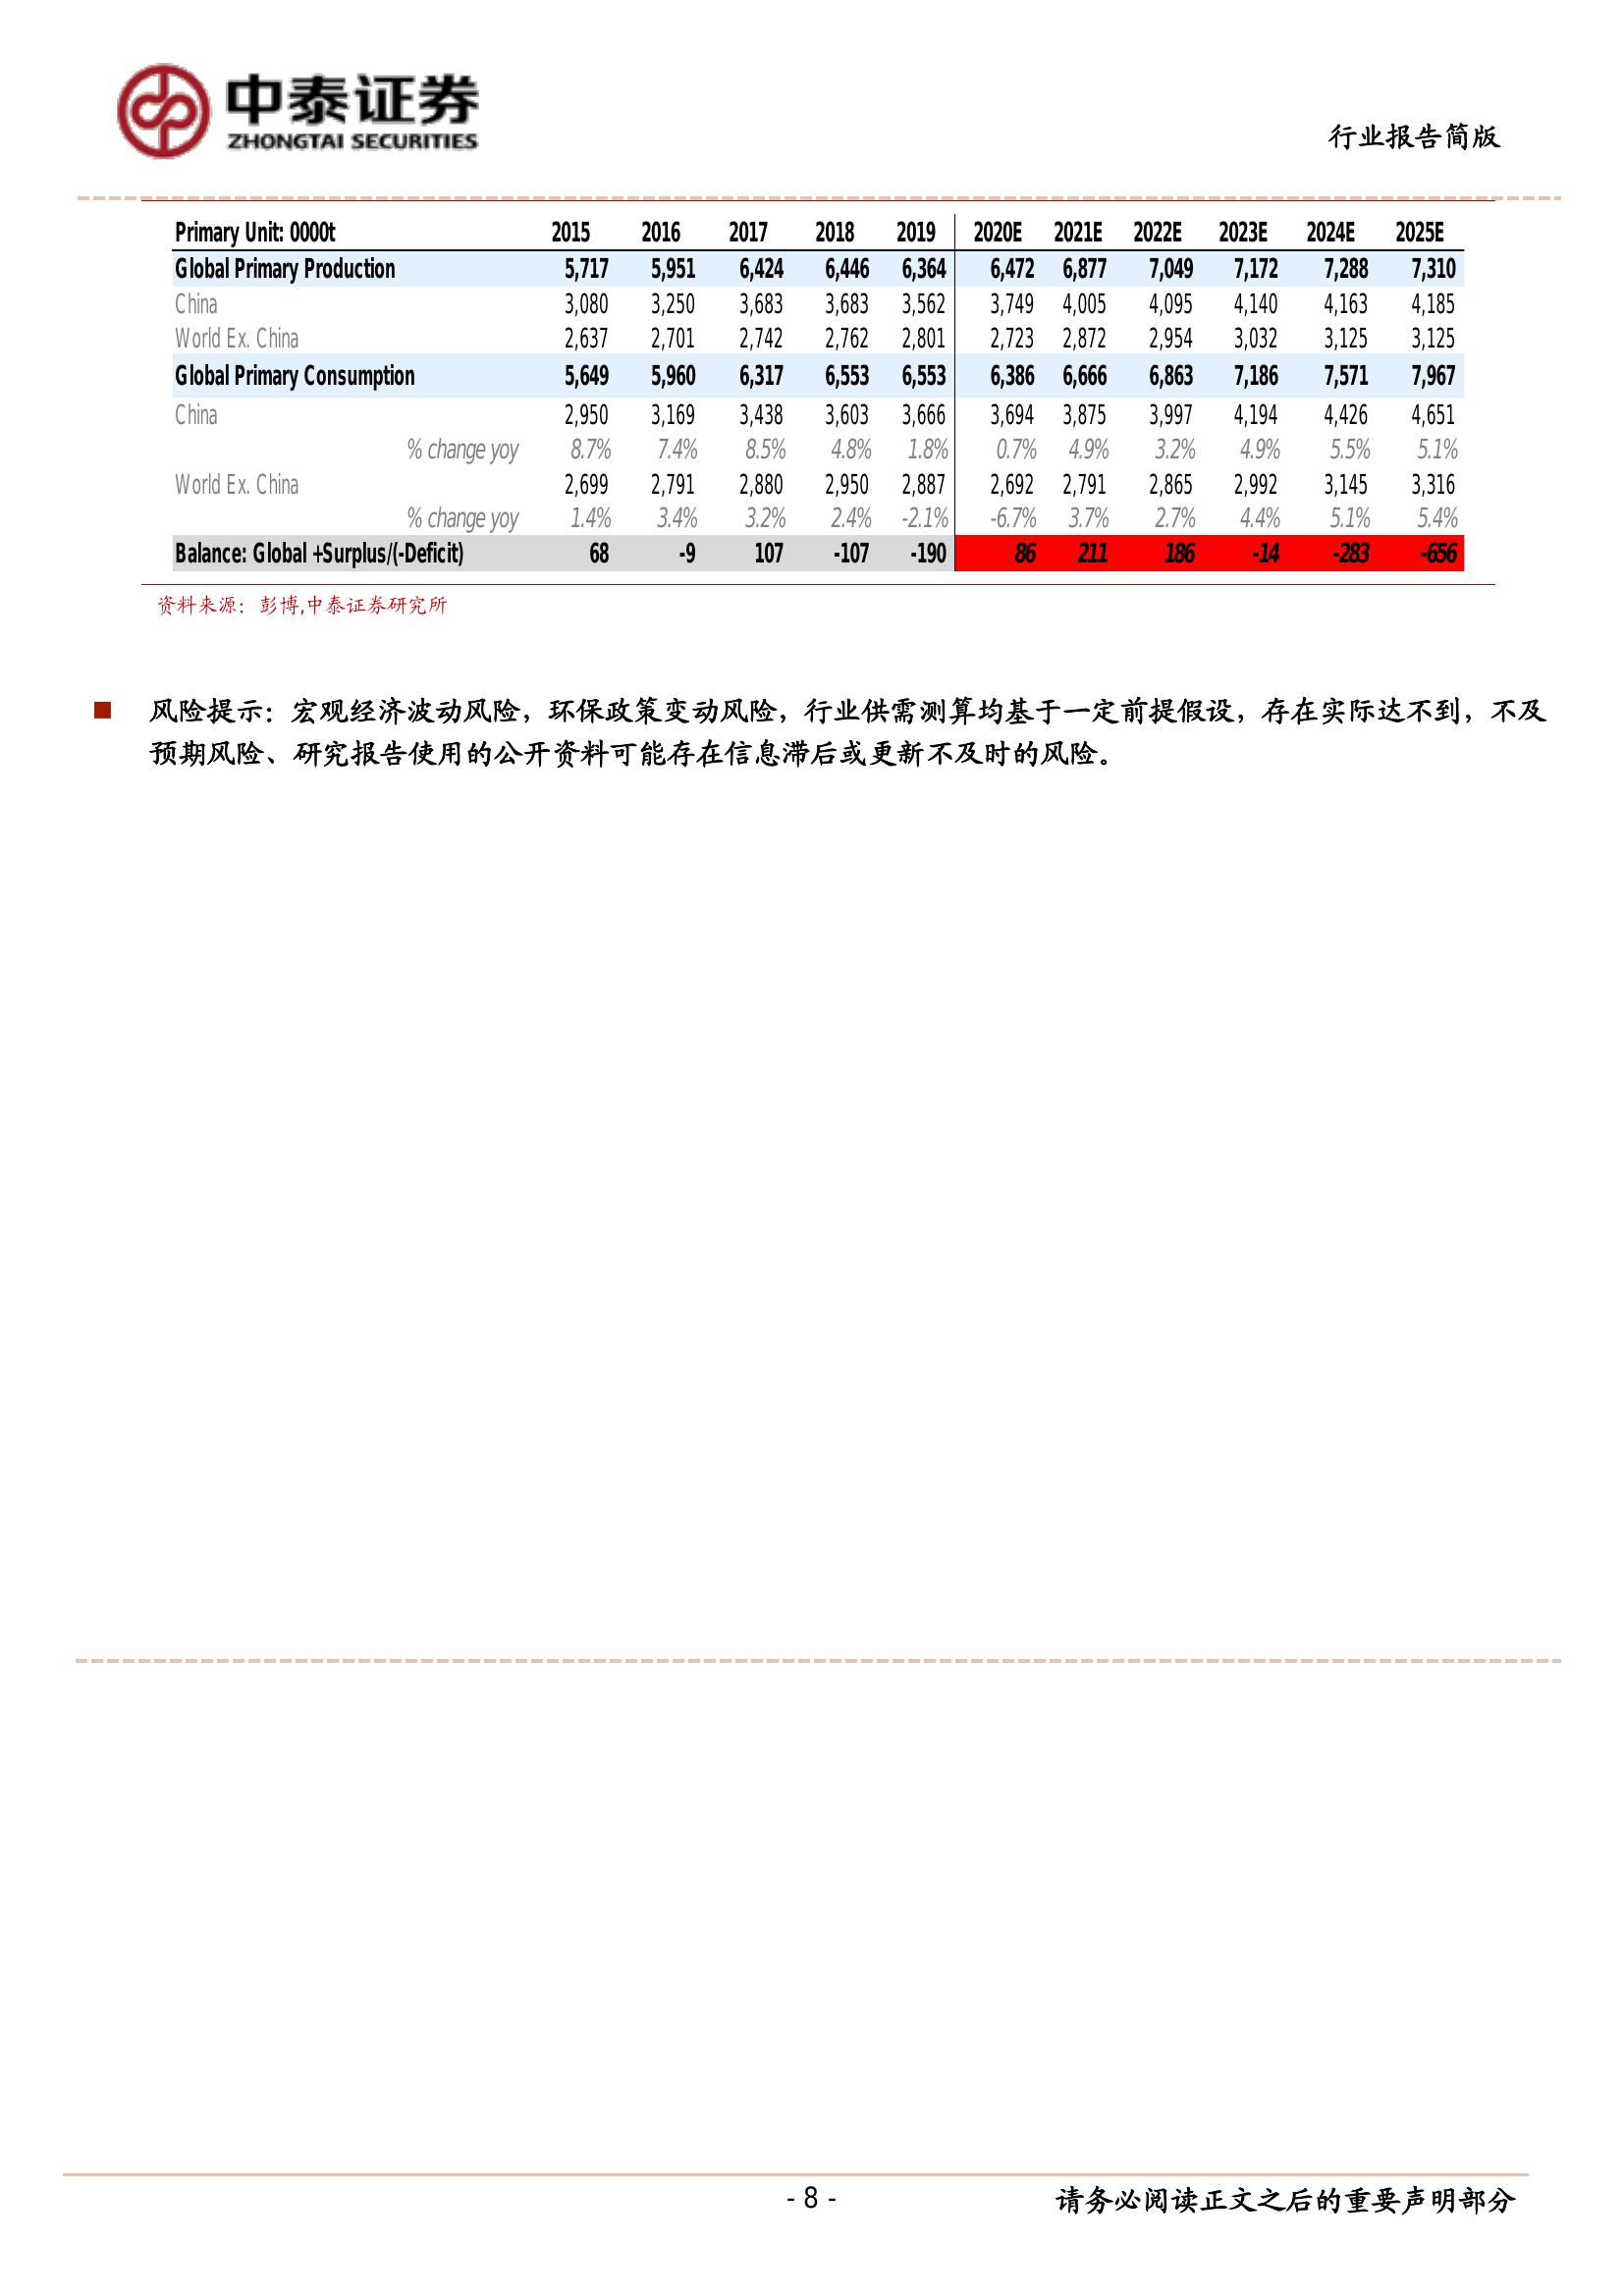 中泰证券
ZHONGTAI SECURITIES
行业报告简版
Primary Unit: 0000t 2015 2016 2017 2018 2019 2020E 2021E 2022E 2023E 2024E 2025E
Global Primary Production 5,717 5,951 6,424 6,446 6,364 6,472 6,877 7,049 7,172 7,288 7,310
China 3,080 3,250 3,683 3,683 3,562 3,749 4,005 4,095 4,140 4,163 4,185
World Ex. China 2,637 2,701 2,742 2,762 2,801 2,723 2,872 2,954 3,032 3,125 3,125
Global Primary Consumption 5,649 5,960 6,317 6,553 6,553 6,386 6,666 6,863 7,186 7,571 7,967
China 2,950 3,169 3,438 3,603 3,666 3,694 3,875 3,997 4,194 4,426 4,651
% change yoy 8.7% 7.4% 8.5% 4.8% 1.8% 0.7% 4.9% 3.2% 4.9% 5.5% 5.1%
World Ex. China 2,699 2,791 2,880 2,950 2,887 2,692 2,791 2,865 2,992 3,145 3,316
% change yoy 1.4% 3.4% 3.2% 2.4% -2.1% -6.7% 3.7% 2.7% 4.4% 5.1% 5.4%
Balance: Global +Surplus/(-Deficit) 68 -9 107 -107 -190 86 211 186 -14 -283 -656
资料来源：彭博,中泰证券研究所
■ 风险提示：宏观经济波动风险，环保政策变动风险，行业供需测算均基于一定前提假设，存在实际达不到，不及
预期风险、研究报告使用的公开资料可能存在信息滞后或更新不及时的风险。
- 8 -
请务必阅读正文之后的重要声明部分